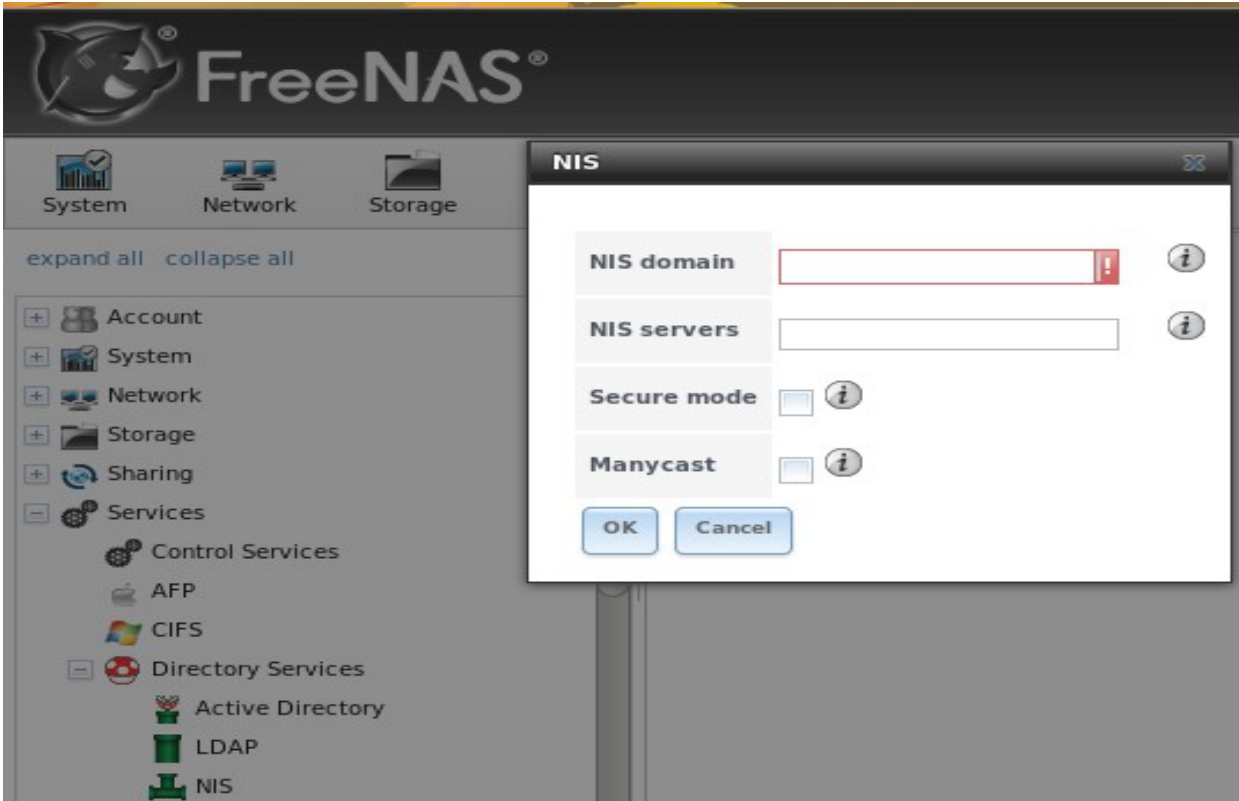 FreeNAS®
System Network Storage
expand all collapse all
Account
System
Network
Storage
Sharing
Services
Control Services
AFP
CIFS
Directory Services
Active Directory
LDAP
NIS
NIS
NIS domain
NIS servers
Secure mode
Manycast
OK Cancel